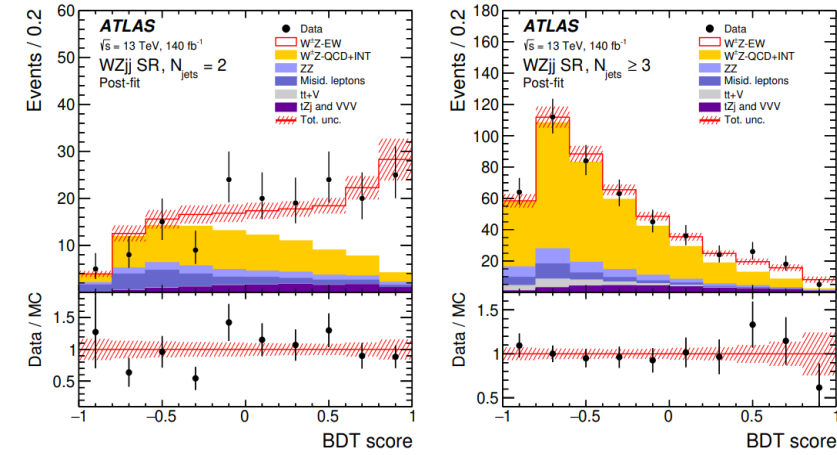 Events / 0.2
60
50
40
30
20
10
ATLAS
√s = 13 TeV, 140 fb⁻¹
WZjj SR, N_jets = 2
Post-fit
Data
W±Z-EW
W±Z-QCD+INT
ZZ
Misid. leptons
tt+V
tZj and VVV
Tot. unc.
Data / MC
1.5
1
0.5
−1 −0.5 0 0.5 1
BDT score
Events / 0.2
180
160
140
120
100
80
60
40
20
ATLAS
√s = 13 TeV, 140 fb⁻¹
WZjj SR, N_jets ≥ 3
Post-fit
Data
W±Z-EW
W±Z-QCD+INT
ZZ
Misid. leptons
tt+V
tZj and VVV
Tot. unc.
Data / MC
1.5
1
0.5
−1 −0.5 0 0.5 1
BDT score